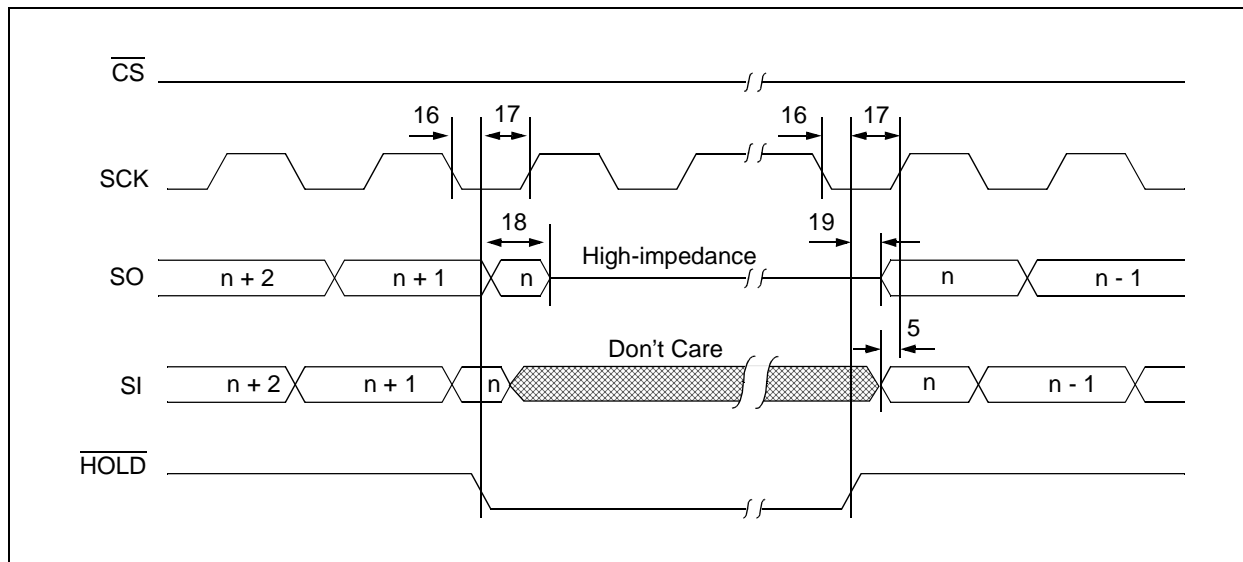 CS
16 17 16 17
SCK
18 19
High-impedance
SO n + 2 n + 1 n n n - 1
5
Don't Care
SI n + 2 n + 1 n n n - 1
HOLD